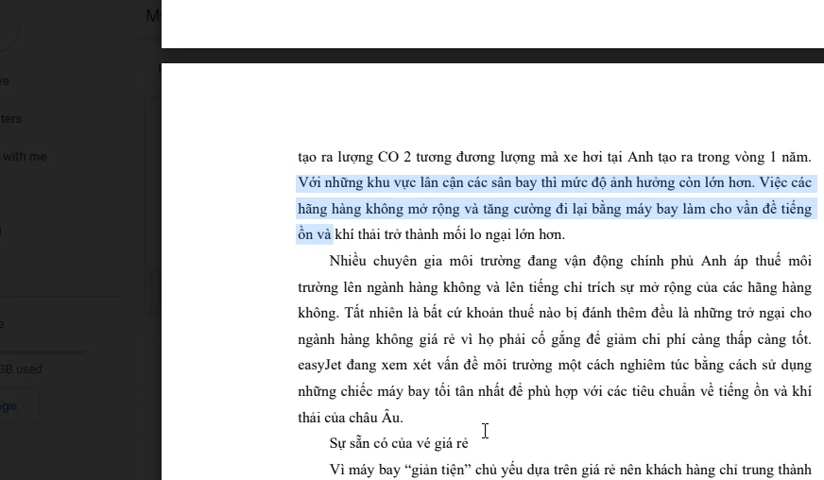 M
ve
ters
with me
e
GB used
ge
tạo ra lượng CO 2 tương đương lượng mà xe hơi tại Anh tạo ra trong vòng 1 năm.
Với những khu vực lân cận các sân bay thì mức độ ảnh hưởng còn lớn hơn. Việc các
hãng hàng không mở rộng và tăng cường đi lại bằng máy bay làm cho vấn đề tiếng
ồn và khí thải trở thành mối lo ngại lớn hơn.
Nhiều chuyên gia môi trường đang vận động chính phủ Anh áp thuế môi
trường lên ngành hàng không và lên tiếng chỉ trích sự mở rộng của các hãng hàng
không. Tất nhiên là bất cứ khoản thuế nào bị đánh thêm đều là những trở ngại cho
ngành hàng không giá rẻ vì họ phải cố gắng để giảm chi phí càng thấp càng tốt.
easyJet đang xem xét vấn đề môi trường một cách nghiêm túc bằng cách sử dụng
những chiếc máy bay tối tân nhất để phù hợp với các tiêu chuẩn về tiếng ồn và khí
thải của châu Âu.
Sự sẵn có của vé giá rẻ
Vì máy bay “giản tiện” chủ yếu dựa trên giá rẻ nên khách hàng chỉ trung thành